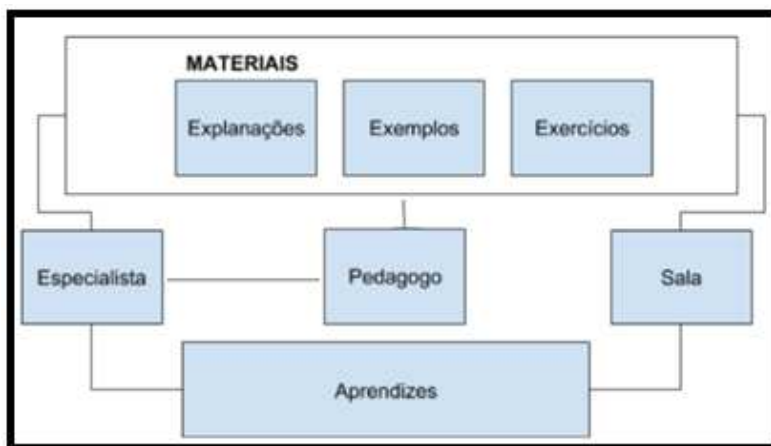 MATERIAIS
Explanações
Exemplos
Exercícios
Especialista
Pedagogo
Sala
Aprendizes